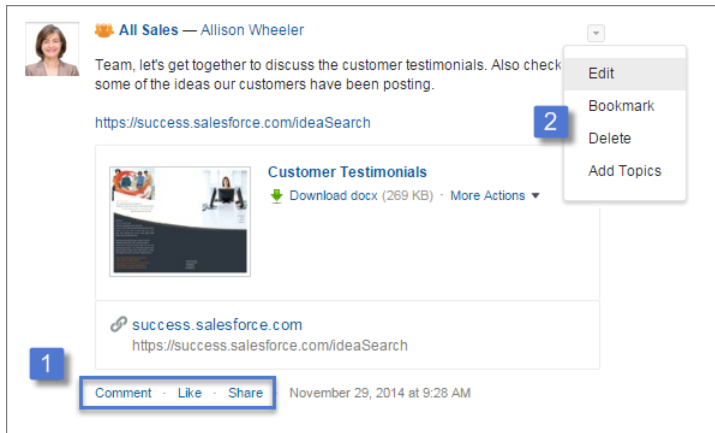 All Sales — Allison Wheeler
Team, let's get together to discuss the customer testimonials. Also check
some of the ideas our customers have been posting.
https://success.salesforce.com/ideaSearch
Edit
Bookmark
2
Delete
Add Topics
Customer Testimonials
Download docx (269 KB) · More Actions
success.salesforce.com
https://success.salesforce.com/ideaSearch
1
Comment · Like · Share · November 29, 2014 at 9:28 AM